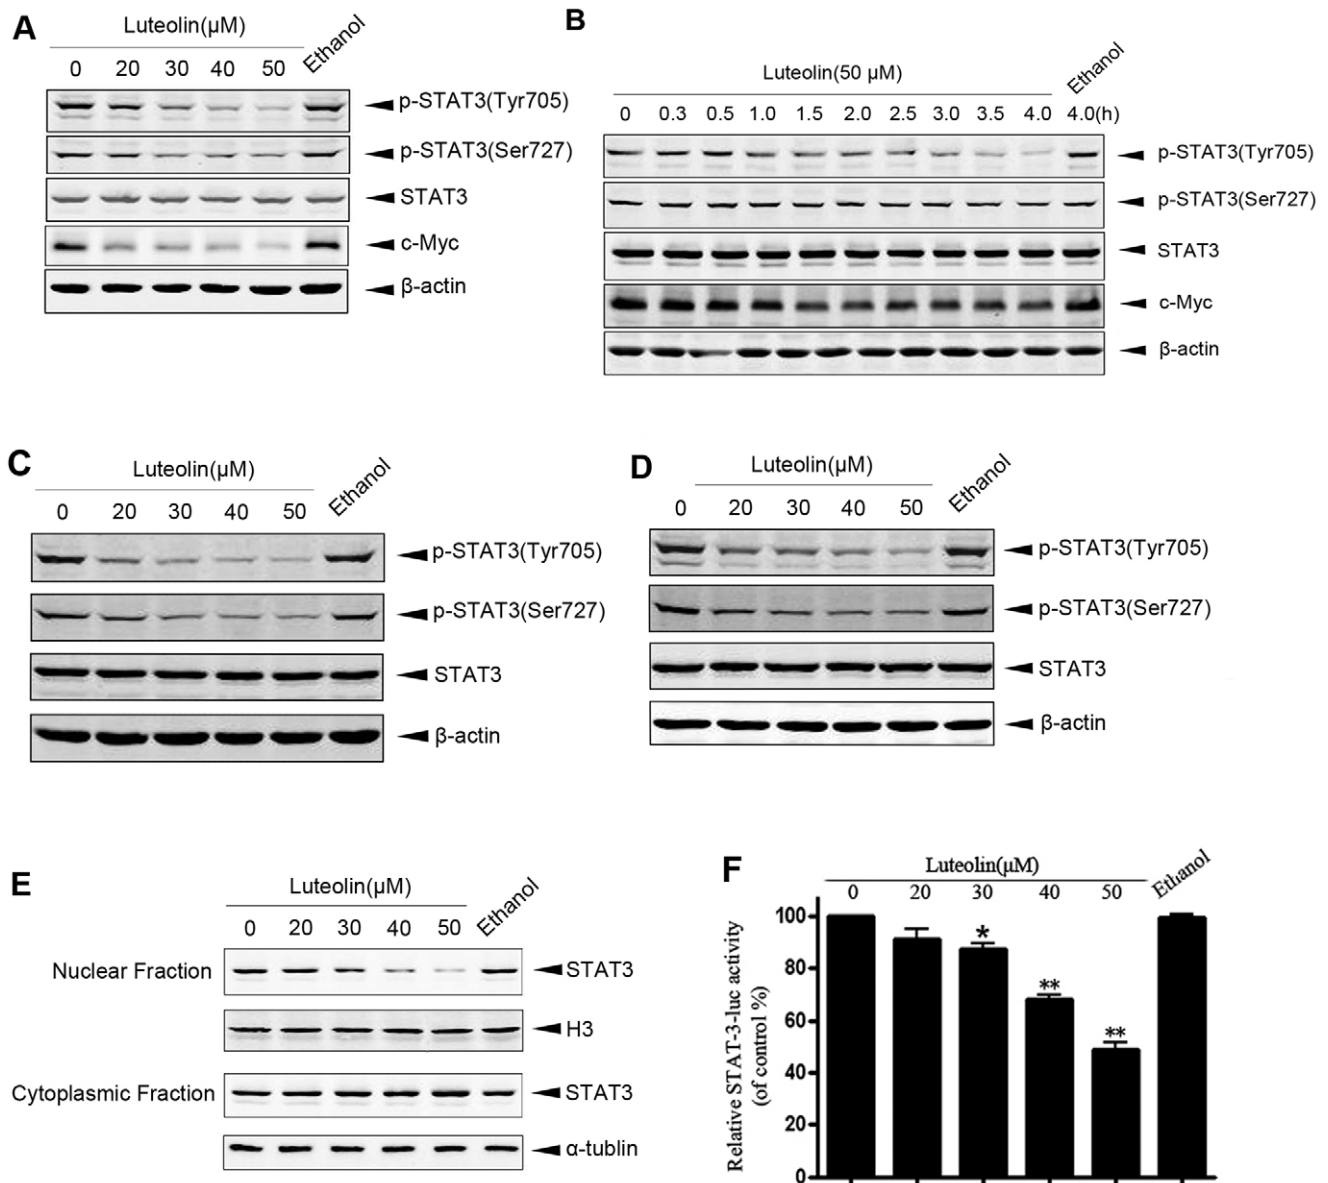 A
Luteolin(μM)
Ethanol
0 20 30 40 50
p-STAT3(Tyr705)
p-STAT3(Ser727)
STAT3
c-Myc
β-actin
B
Luteolin(50 μM)
Ethanol
0 0.3 0.5 1.0 1.5 2.0 2.5 3.0 3.5 4.0 4.0(h)
p-STAT3(Tyr705)
p-STAT3(Ser727)
STAT3
c-Myc
β-actin
C
Luteolin(μM)
Ethanol
0 20 30 40 50
p-STAT3(Tyr705)
p-STAT3(Ser727)
STAT3
β-actin
D
Luteolin(μM)
Ethanol
0 20 30 40 50
p-STAT3(Tyr705)
p-STAT3(Ser727)
STAT3
β-actin
E
Luteolin(μM)
Ethanol
0 20 30 40 50
Nuclear Fraction
STAT3
H3
Cytoplasmic Fraction
STAT3
α-tublin
F
Luteolin(μM)
Ethanol
0 20 30 40 50
Relative STAT-3-luc activity
(of control %)
100
80
60
40
20
0
*
**
**